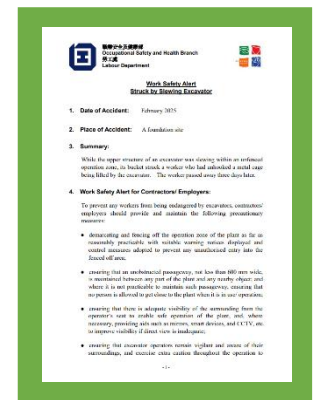 職業安全及健康部
Occupational Safety and Health Branch
勞工處
Labour Department
Work Safety Alert
Struck by Slewing Excavator
1. Date of Accident: February 2025
2. Place of Accident: A foundation site
3. Summary:
While the upper structure of an excavator was slewing within an unfenced
operation zone, its bucket struck a worker who had unhooked a metal cage
being lifted by the excavator. The worker passed away three days later.
4. Work Safety Alert for Contractors/ Employers:
To prevent any workers from being endangered by excavators, contractors/
employers should provide and maintain the following precautionary
measures:
● demarcating and fencing off the operation zone of the plant as far as
reasonably practicable with suitable warning notices displayed and
control measures adopted to prevent any unauthorised entry into the
fenced off area;
● ensuring that an unobstructed passageway, not less than 600 mm wide,
is maintained between any part of the plant and any nearby object; and
where it is not practicable to maintain such passageway, ensuring that
no person is allowed to get close to the plant when it is in use/ operation;
● ensuring that there is adequate visibility of the surrounding from the
operator's seat to enable safe operation of the plant, and, where
necessary, providing aids such as mirrors, smart devices, and CCTV, etc
to improve visibility if direct view is inadequate;
● ensuring that excavator operators remain vigilant and aware of their
surroundings, and exercise extra caution throughout the operation to
-1-